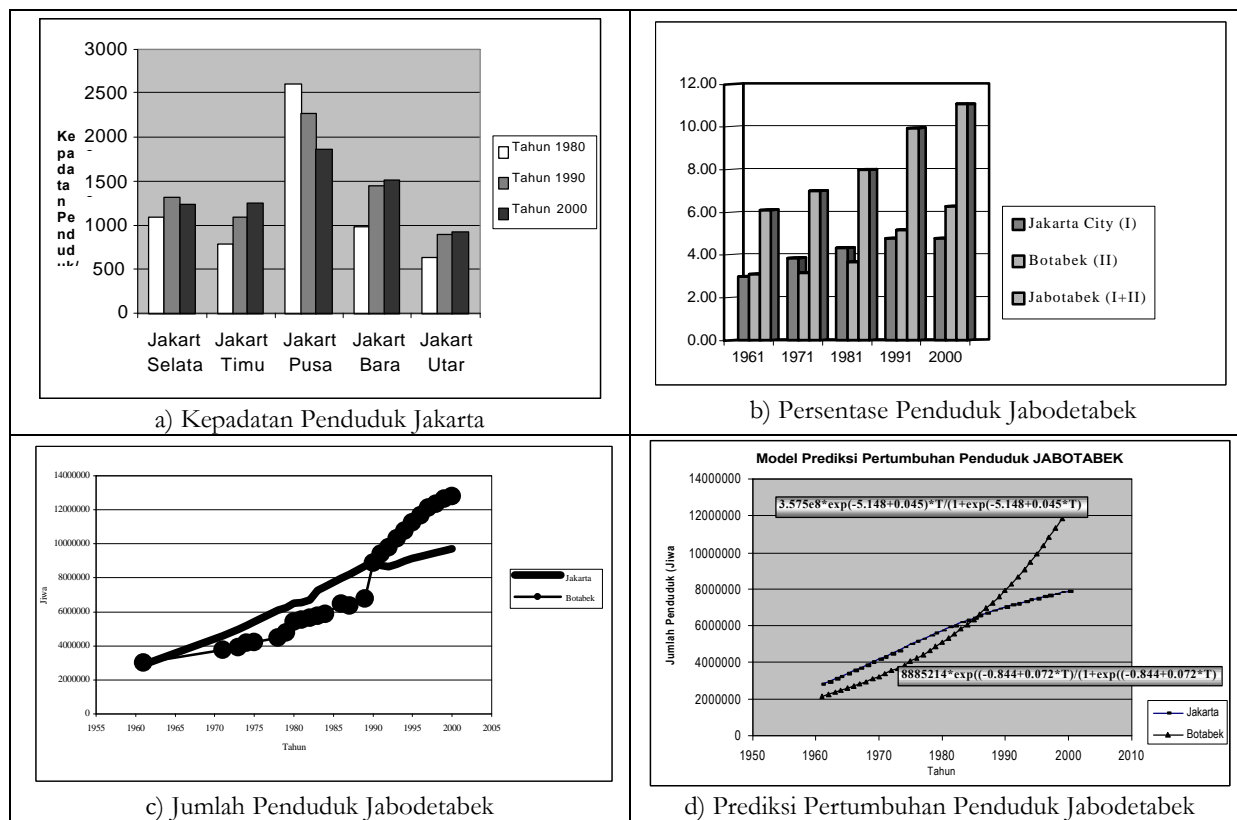 3000
2500
2000
1500
1000
500
0
Ke
pa
da
ta
n
Pe
nd
ud
uk/
Jakart
Selata
Jakart
Timu
Jakart
Pusa
Jakart
Bara
Jakart
Utar
Tahun 1980
Tahun 1990
Tahun 2000
a) Kepadatan Penduduk Jakarta
12.00
10.00
8.00
6.00
4.00
2.00
0.00
1961 1971 1981 1991 2000
Jakarta City (I)
Botabek (II)
Jabotabek (I+II)
b) Persentase Penduduk Jabodetabek
14000000
12000000
10000000
8000000
6000000
4000000
2000000
0
Jiwa
1955 1960 1965 1970 1975 1980 1985 1990 1995 2000 2005
Tahun
Jakarta
Botabek
c) Jumlah Penduduk Jabodetabek
Model Prediksi Pertumbuhan Penduduk JABOTABEK
14000000
12000000
10000000
8000000
6000000
4000000
2000000
0
Jumlah Penduduk (Jiwa
3.575e8*exp(-5.148+0.045)*T/(1+exp(-5.148+0.045*T)
8885214*exp((-0.844+0.072*T)/(1+exp((-0.844+0.072*T)
1950 1960 1970 1980 1990 2000 2010
Tahun
Jakarta
Botabek
d) Prediksi Pertumbuhan Penduduk Jabodetabek